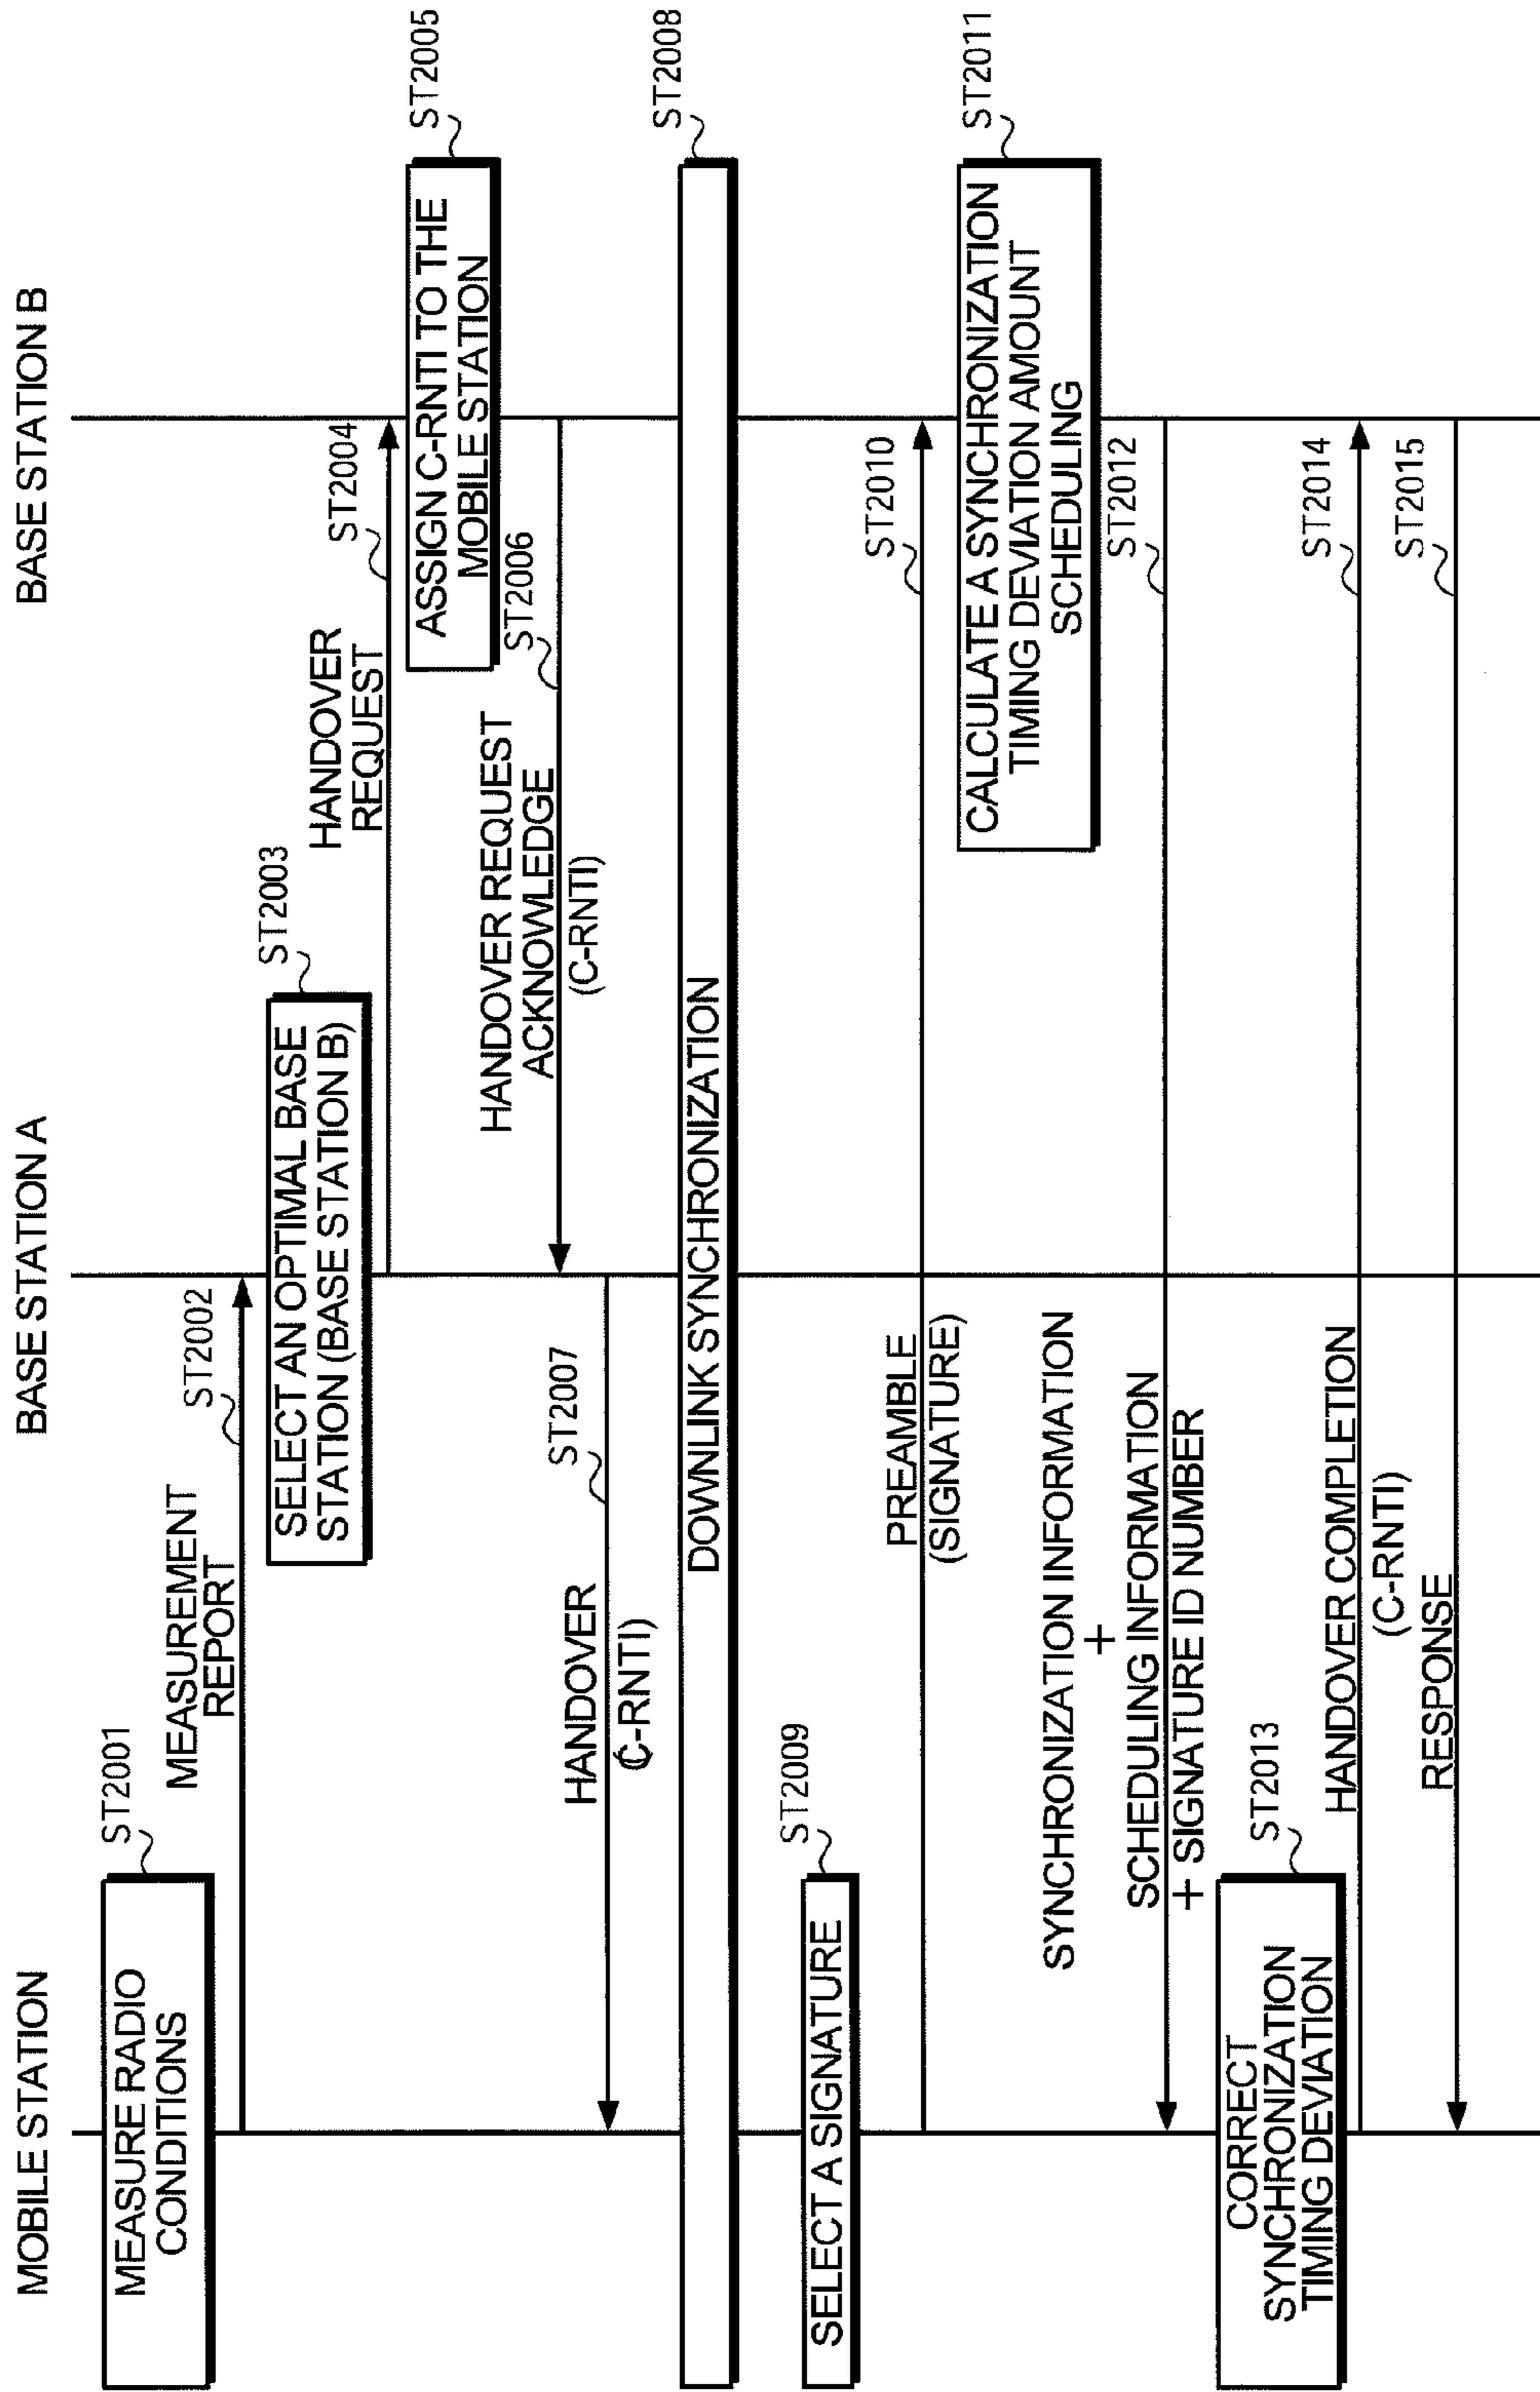 MOBILE STATION
BASE STATION A
BASE STATION B
ST2001
MEASURE RADIO
CONDITIONS
MEASUREMENT
REPORT
ST2002
ST2003
SELECT AN OPTIMAL BASE
STATION (BASE STATION B)
HANDOVER
REQUEST
ST2004
ST2005
ASSIGN C-RNTI TO THE
MOBILE STATION
HANDOVER REQUEST
ACKNOWLEDGE
(C-RNTI)
ST2006
HANDOVER
(C-RNTI)
ST2007
ST2008
DOWNLINK SYNCHRONIZATION
ST2009
SELECT A SIGNATURE
PREAMBLE
(SIGNATURE)
ST2010
ST2011
CALCULATE A SYNCHRONIZATION
TIMING DEVIATION AMOUNT
SCHEDULING
SYNCHRONIZATION INFORMATION
+
SCHEDULING INFORMATION
+ SIGNATURE ID NUMBER
ST2012
ST2013
CORRECT
SYNCHRONIZATION
TIMING DEVIATION
HANDOVER COMPLETION
(C-RNTI)
ST2014
RESPONSE
ST2015